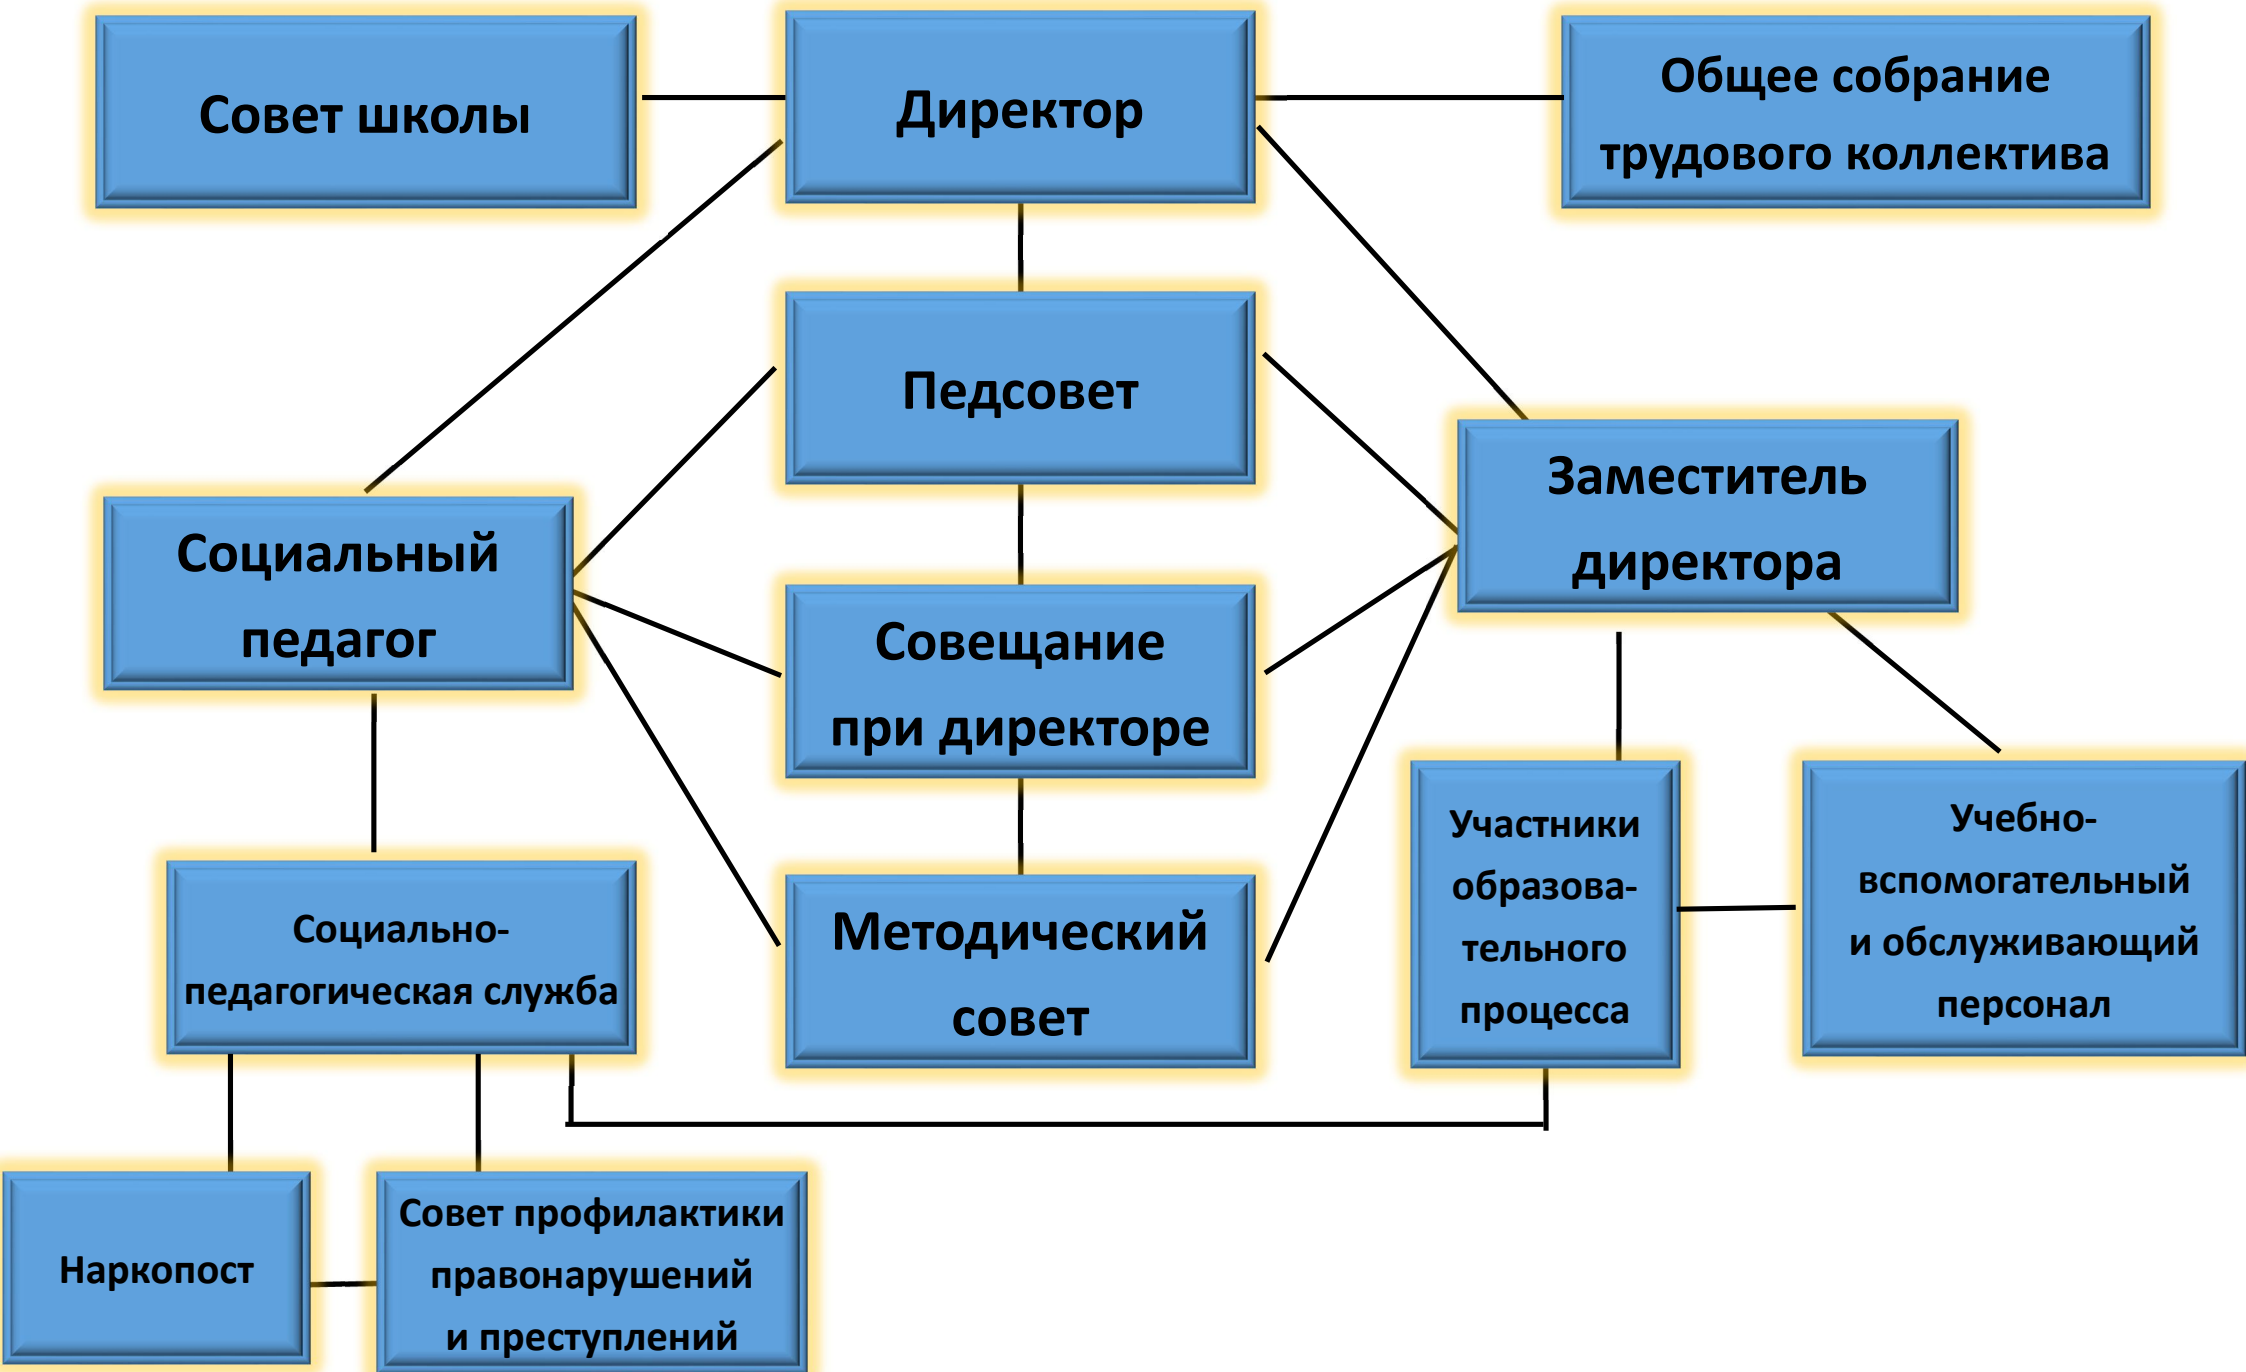 Совет школы
Директор
Общее собрание
трудового коллектива
Педсовет
Заместитель
директора
Социальный
педагог
Совещание
при директоре
Участники
образова-
тельного
процесса
Учебно-
вспомогательный
и обслуживающий
персонал
Социально-
педагогическая служба
Методический
совет
Наркопост
Совет профилактики
правонарушений
и преступлений